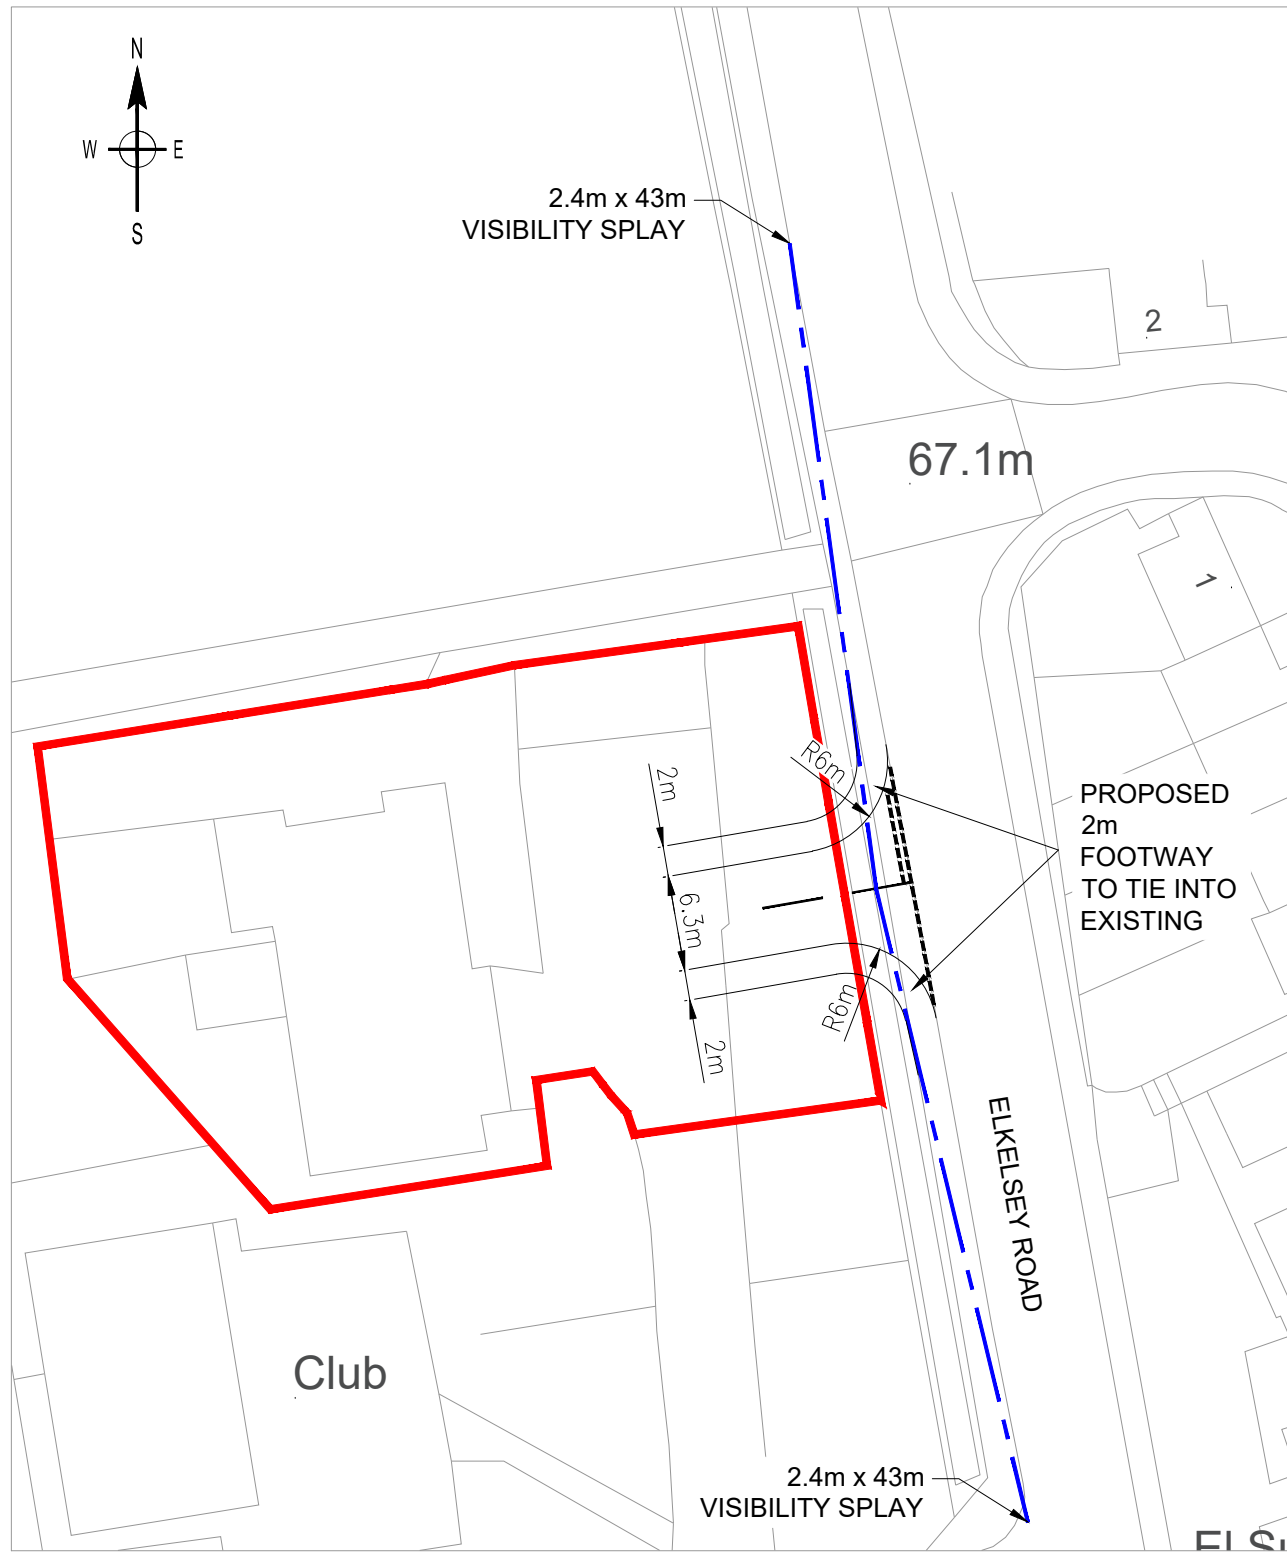 N
W E
S
2.4m x 43m
VISIBILITY SPLAY
2
67.1m
1
R6m
2m
PROPOSED
2m
FOOTWAY
TO TIE INTO
EXISTING
6.3m
R6m
2m
ELKELSEY ROAD
Club
2.4m x 43m
VISIBILITY SPLAY